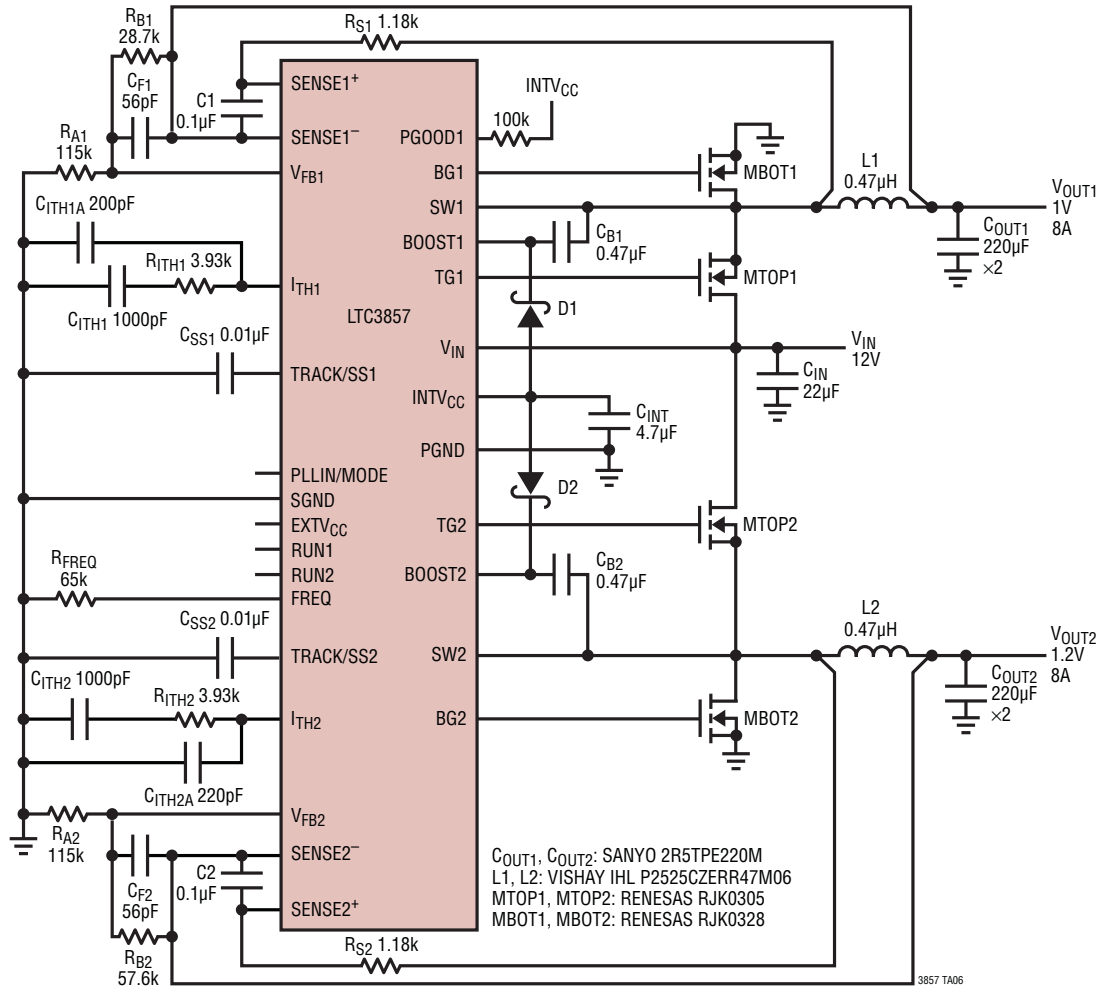 RB1
28.7k
CF1
56pF
RA1
115k
CITH1A 200pF
RITH1 3.93k
CITH1 1000pF
CSS1 0.01µF
RFREQ
65k
CSS2 0.01µF
CITH2 1000pF
RITH2 3.93k
CITH2A 220pF
RA2
115k
CF2
56pF
RB2
57.6k
RS1 1.18k
C1
0.1µF
C2
0.1µF
RS2 1.18k
SENSE1+
SENSE1–
VFB1
ITH1
LTC3857
TRACK/SS1
PLLIN/MODE
SGND
EXTVCC
RUN1
RUN2
FREQ
TRACK/SS2
ITH2
VFB2
SENSE2–
SENSE2+
PGOOD1
BG1
SW1
BOOST1
TG1
VIN
INTVCC
PGND
TG2
BOOST2
SW2
BG2
INTVCC
100k
MBOT1
L1
0.47µH
VOUT1
1V
8A
COUT1
220µF
×2
CB1
0.47µF
MTOP1
D1
VIN
12V
CIN
22µF
CINT
4.7µF
D2
MTOP2
CB2
0.47µF
L2
0.47µH
VOUT2
1.2V
8A
COUT2
220µF
×2
MBOT2
COUT1, COUT2: SANYO 2R5TPE220M
L1, L2: VISHAY IHL P2525CZERR47M06
MTOP1, MTOP2: RENESAS RJK0305
MBOT1, MBOT2: RENESAS RJK0328
3857 TA06